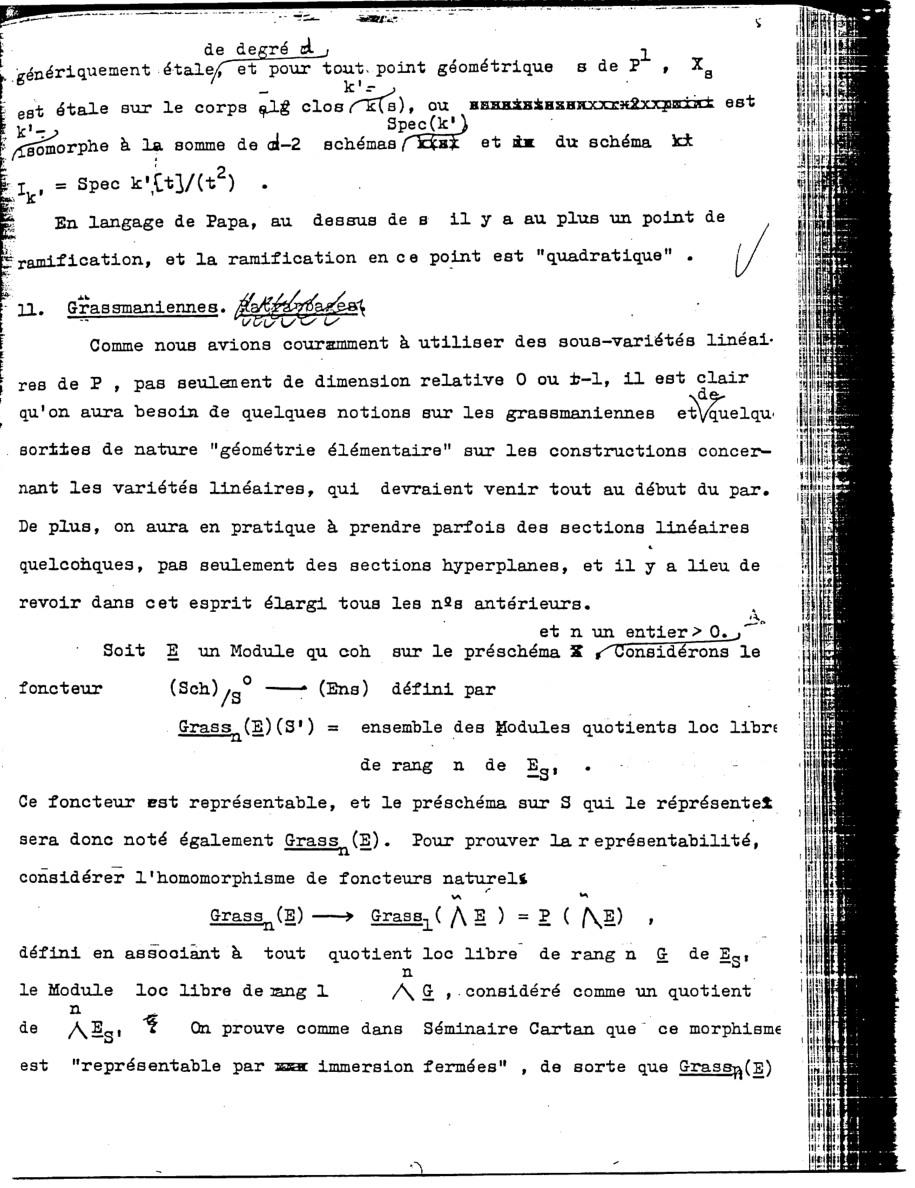 de degré d,
génériquement étale, et pour tout point géométrique s de P¹ , X_s
k'=
est étale sur le corps alg clos k(s), ou est
k'- Spec(k')
isomorphe à la somme de d-2 schémas et du schéma
I_k' = Spec k'[t]/(t²) .
En langage de Papa, au dessus de s il y a au plus un point de
ramification, et la ramification en ce point est "quadratique" .
11. Grassmaniennes.
Comme nous avions couramment à utiliser des sous-variétés linéai-
res de P , pas seulement de dimension relative 0 ou r-1, il est clair
qu'on aura besoin de quelques notions sur les grassmaniennes et de quelqu
sorites de nature "géométrie élémentaire" sur les constructions concer-
nant les variétés linéaires, qui devraient venir tout au début du par.
De plus, on aura en pratique à prendre parfois des sections linéaires
quelconques, pas seulement des sections hyperplanes, et il y a lieu de
revoir dans cet esprit élargi tous les nºs antérieurs.
et n un entier > 0.
Soit E un Module qu coh sur le préschéma X , Considérons le
foncteur (Sch)/S° ⟶ (Ens) défini par
Grass_n(E)(S') = ensemble des Modules quotients loc libre
de rang n de E_S' .
Ce foncteur est représentable, et le préschéma sur S qui le réprésente
sera donc noté également Grass_n(E). Pour prouver la r eprésentabilité,
considérer l'homomorphisme de foncteurs naturels
Grass_n(E) ⟶ Grass_1( ⋀ⁿ E ) = P ( ⋀ⁿ E) ,
défini en associant à tout quotient loc libre de rang n G de E_S'
le Module loc libre de rang 1 ⋀ⁿ G , considéré comme un quotient
de ⋀ⁿ E_S' On prouve comme dans Séminaire Cartan que ce morphisme
est "représentable par immersion fermées" , de sorte que Grass_n(E)